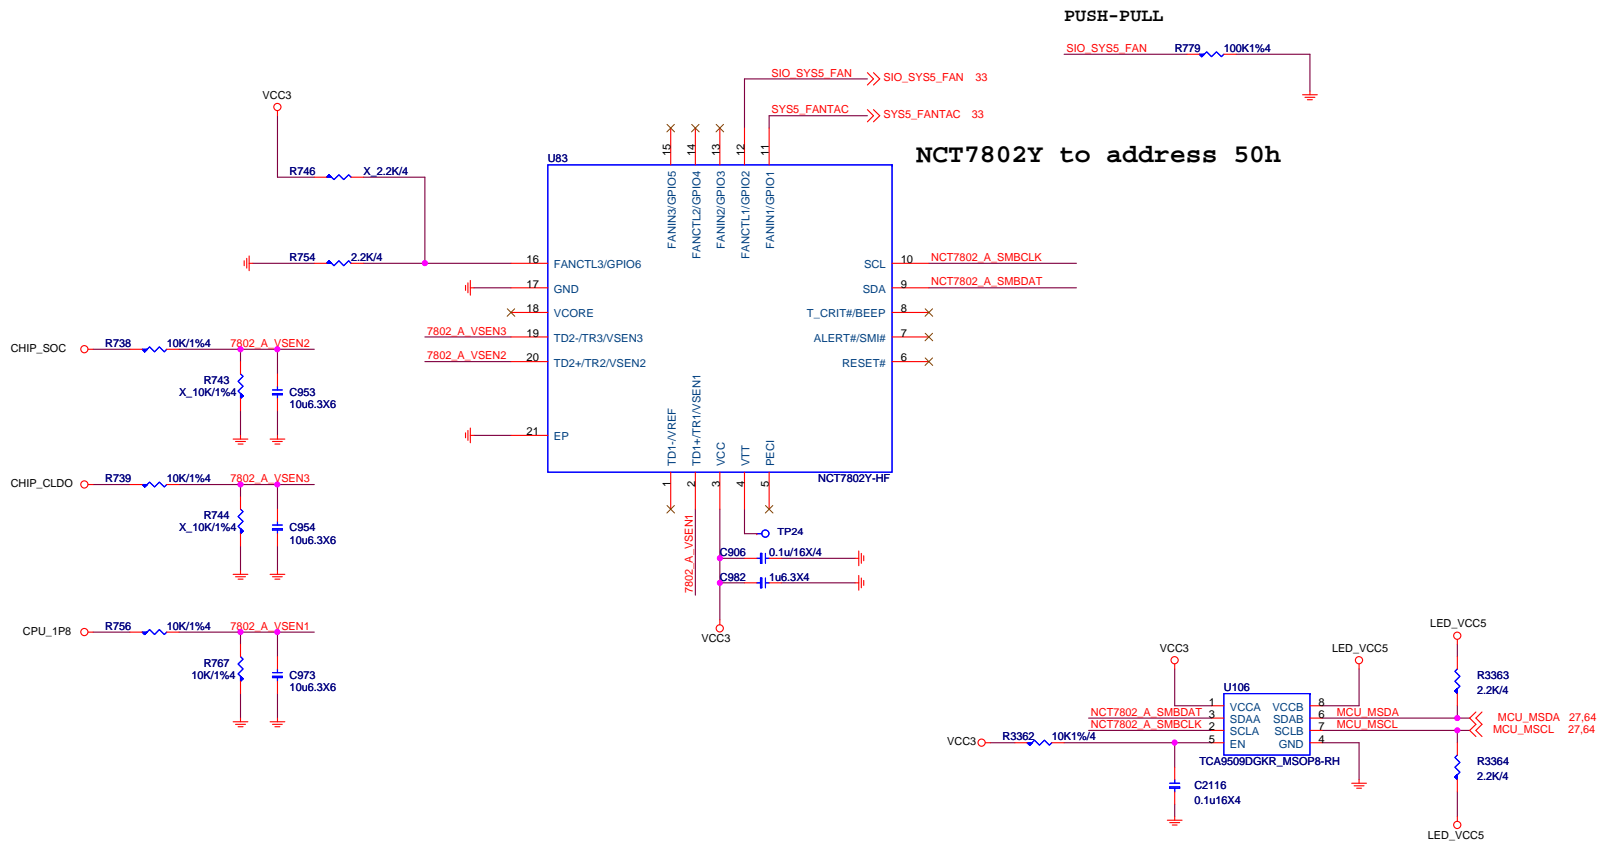 PUSH-PULL
SIO_SYS5_FAN R779 100K1%4
SIO_SYS5_FAN SIO_SYS5_FAN 33
VCC3
SYS5_FANTAC SYS5_FANTAC 33
NCT7802Y to address 50h
U83
15 14 13 12 11
FANIN3/GPIO5
FANCTL2/GPIO4
FANIN2/GPIO3
FANCTL1/GPIO2
FANIN1/GPIO1
R746 X_2.2K/4
R754 2.2K/4
16 FANCTL3/GPIO6
17 GND
18 VCORE
7802_A_VSEN3 19 TD2-/TR3/VSEN3
7802_A_VSEN2 20 TD2+/TR2/VSEN2
21 EP
SCL 10 NCT7802_A_SMBCLK
SDA 9 NCT7802_A_SMBDAT
T_CRIT#/BEEP 8
ALERT#/SMI# 7
RESET# 6
TD1-/VREF
TD1+/TR1/VSEN1
VCC
VTT
PECI
1 2 3 4 5
NCT7802Y-HF
7802_A_VSEN1
TP24
C906 0.1u/16X/4
C982 1u6.3X4
VCC3
CHIP_SOC R738 10K/1%4 7802_A_VSEN2
R743
X_10K/1%4
C953
10u6.3X6
CHIP_CLDO R739 10K/1%4 7802_A_VSEN3
R744
X_10K/1%4
C954
10u6.3X6
CPU_1P8 R756 10K/1%4 7802_A_VSEN1
R767
10K/1%4
C973
10u6.3X6
LED_VCC5
VCC3 LED_VCC5
R3363
2.2K/4
U106
1 VCCA VCCB 8
NCT7802_A_SMBDAT 3 SDAA SDAB 6 MCU_MSDA MCU_MSDA 27,64
NCT7802_A_SMBCLK 2 SCLA SCLB 7 MCU_MSCL MCU_MSCL 27,64
VCC3 R3362 10K1%/4 5 EN GND 4
TCA9509DGKR_MSOP8-RH
R3364
2.2K/4
C2116
0.1u16X4
LED_VCC5